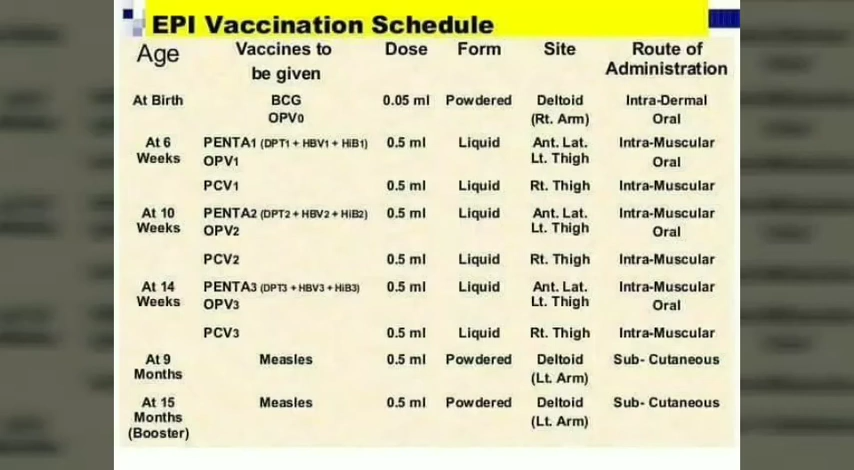 EPI Vaccination Schedule
Age Vaccines to be given Dose Form Site Route of Administration
At Birth BCG 0.05 ml Powdered Deltoid Intra-Dermal
OPV0 (Rt. Arm) Oral
At 6 PENTA1 (DPT1 + HBV1 + HiB1) 0.5 ml Liquid Ant. Lat. Intra-Muscular
Weeks OPV1 Lt. Thigh Oral
PCV1 0.5 ml Liquid Rt. Thigh Intra-Muscular
At 10 PENTA2 (DPT2 + HBV2 + HiB2) 0.5 ml Liquid Ant. Lat. Intra-Muscular
Weeks OPV2 Lt. Thigh Oral
PCV2 0.5 ml Liquid Rt. Thigh Intra-Muscular
At 14 PENTA3 (DPT3 + HBV3 + HiB3) 0.5 ml Liquid Ant. Lat. Intra-Muscular
Weeks OPV3 Lt. Thigh Oral
PCV3 0.5 ml Liquid Rt. Thigh Intra-Muscular
At 9 Measles 0.5 ml Powdered Deltoid Sub- Cutaneous
Months (Lt. Arm)
At 15 Measles 0.5 ml Powdered Deltoid Sub- Cutaneous
Months (Lt. Arm)
(Booster)